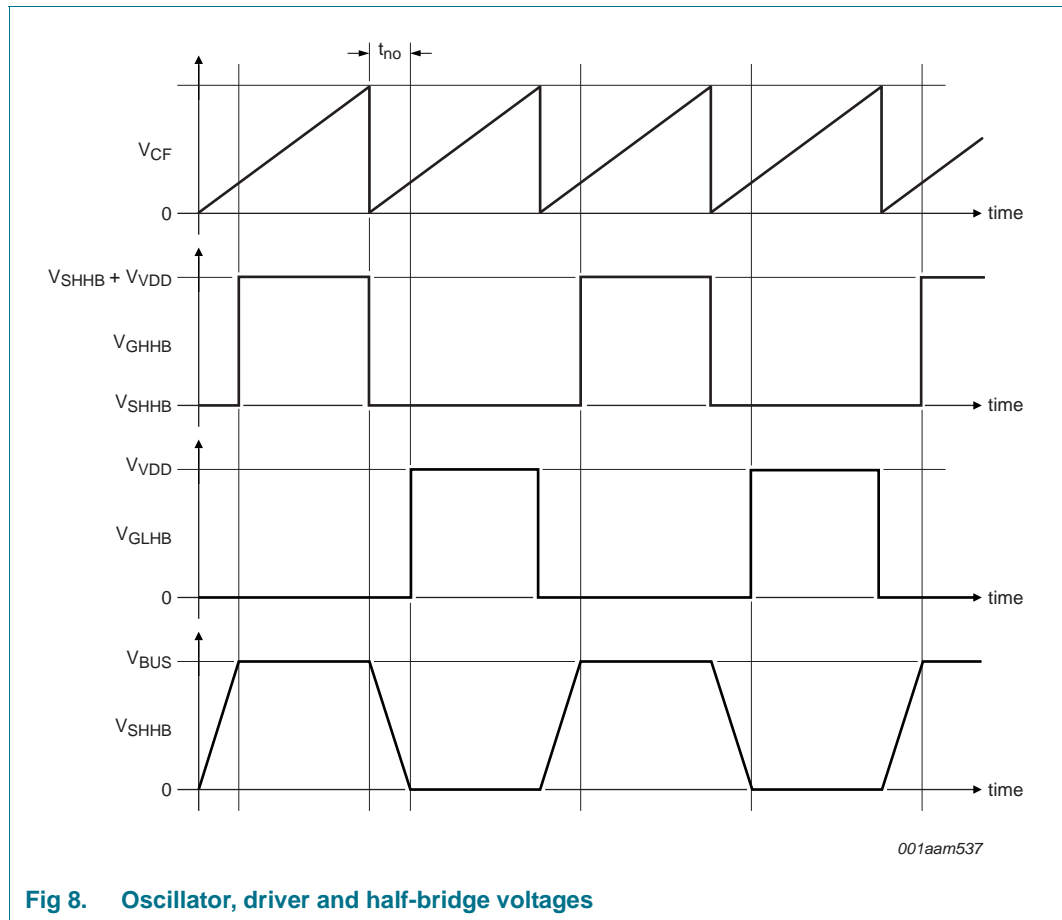 tno
VCF
0
time
VSHHB + VVDD
VGHHB
VSHHB
time
VVDD
VGLHB
0
time
VBUS
VSHHB
0
time
001aam537
Fig 8. Oscillator, driver and half-bridge voltages